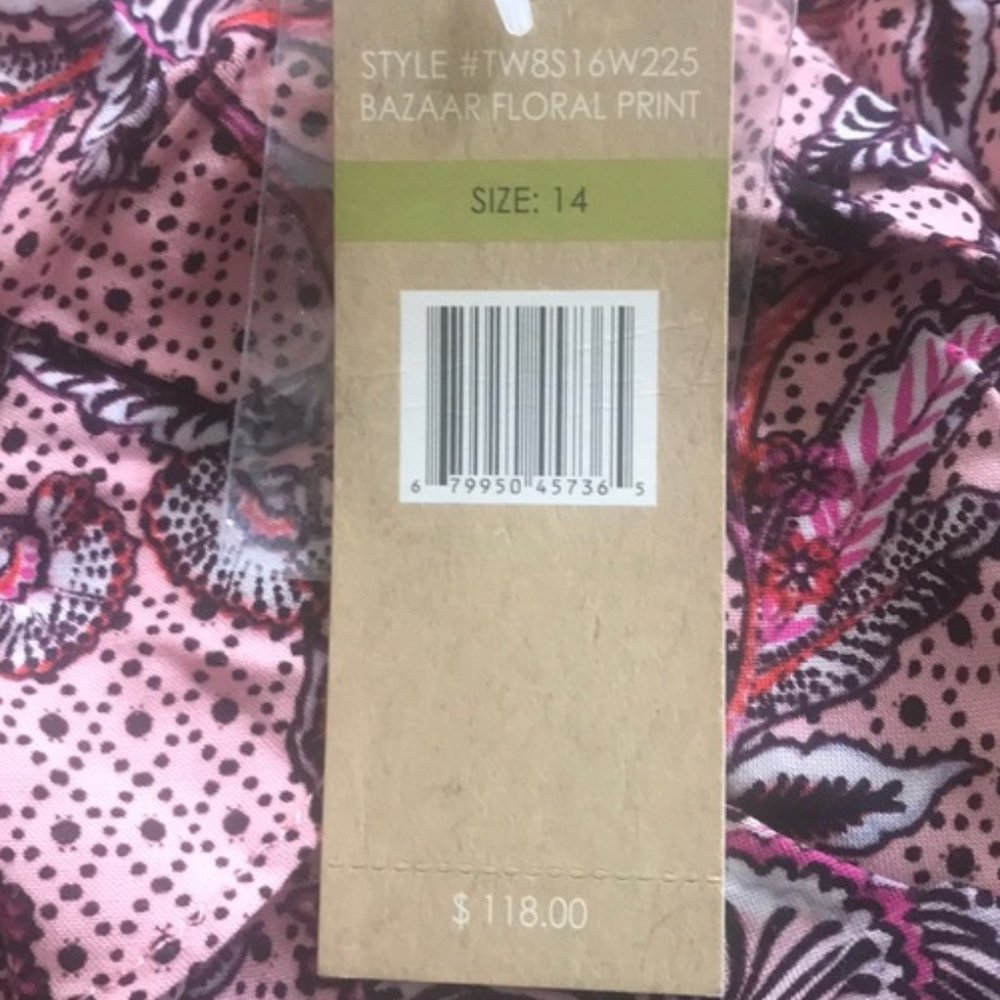 STYLE #TW8S16W225
BAZAAR FLORAL PRINT
SIZE: 14
6 79950 45736 5
$ 118.00